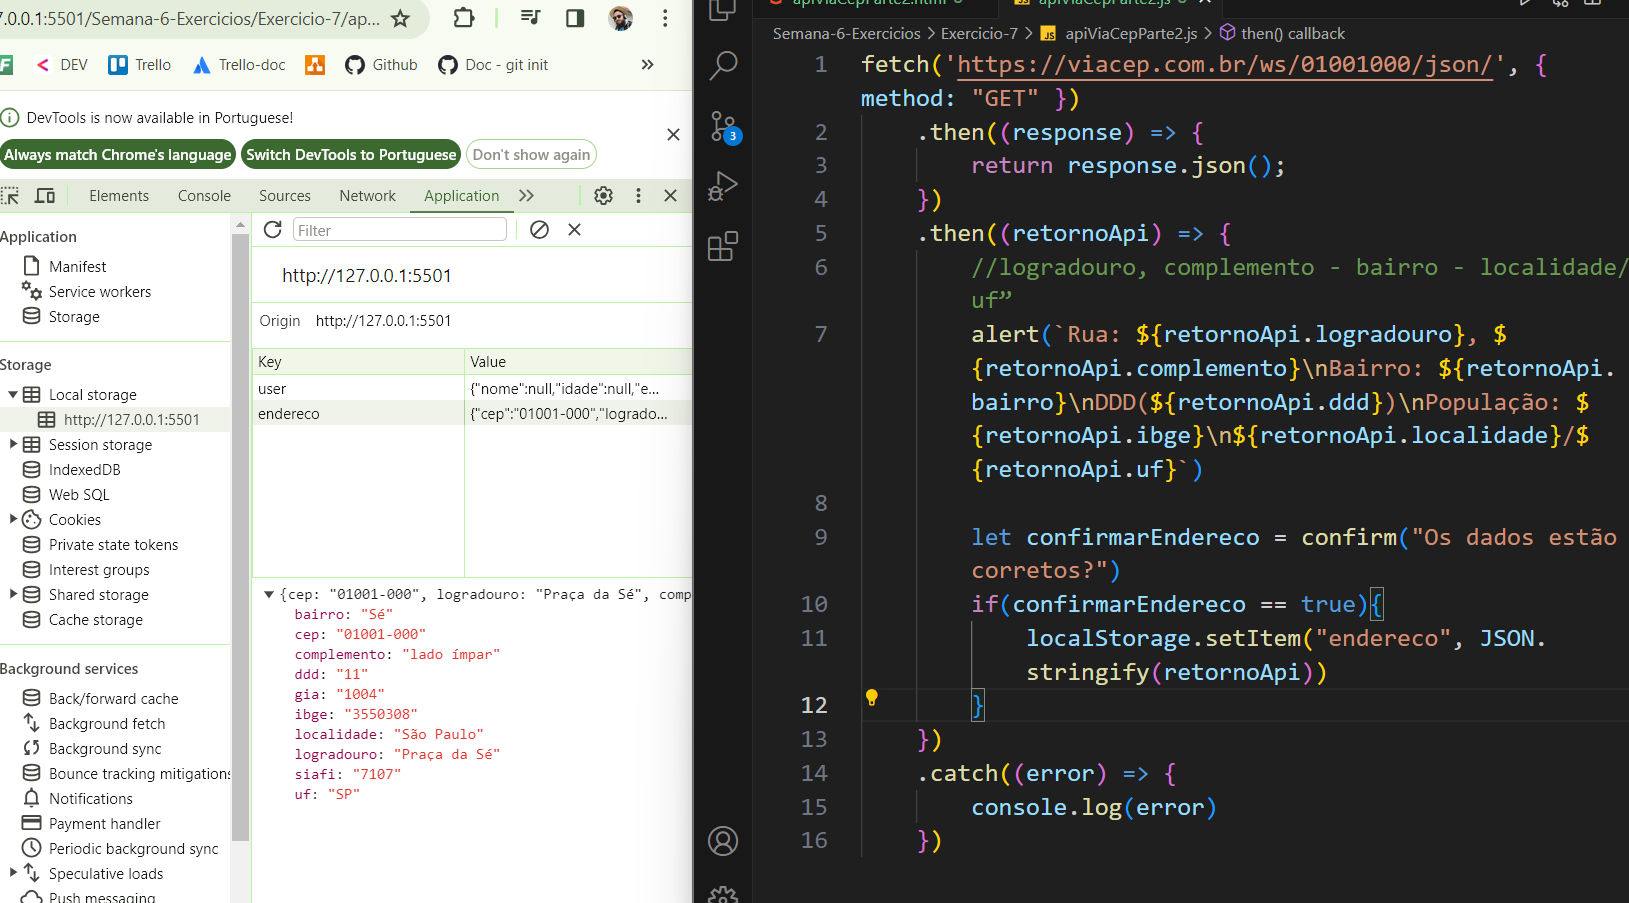 7.0.0.1:5501/Semana-6-Exercicios/Exercicio-7/ap...
DEV
Trello
Trello-doc
Github
Doc - git init
DevTools is now available in Portuguese!
Always match Chrome's language
Switch DevTools to Portuguese
Don't show again
Elements
Console
Sources
Network
Application
Application
Manifest
Service workers
Storage
Storage
Local storage
http://127.0.0.1:5501
Session storage
IndexedDB
Web SQL
Cookies
Private state tokens
Interest groups
Shared storage
Cache storage
Background services
Back/forward cache
Background fetch
Background sync
Bounce tracking mitigations
Notifications
Payment handler
Periodic background sync
Speculative loads
Push messaging
Filter
http://127.0.0.1:5501
Origin http://127.0.0.1:5501
Key Value
user {"nome":null,"idade":null,"e...
endereco {"cep":"01001-000","logrado...
{cep: "01001-000", logradouro: "Praça da Sé", comp
bairro: "Sé"
cep: "01001-000"
complemento: "lado ímpar"
ddd: "11"
gia: "1004"
ibge: "3550308"
localidade: "São Paulo"
logradouro: "Praça da Sé"
siafi: "7107"
uf: "SP"
3
apiViaCepParte2.html
JS apiViaCepParte2.js
Semana-6-Exercicios > Exercicio-7 > JS apiViaCepParte2.js > then() callback
1 fetch('https://viacep.com.br/ws/01001000/json/', {
method: "GET" })
2 .then((response) => {
3 return response.json();
4 })
5 .then((retornoApi) => {
6 //logradouro, complemento - bairro - localidade/
uf”
7 alert(`Rua: ${retornoApi.logradouro}, $
{retornoApi.complemento}\nBairro: ${retornoApi.
bairro}\nDDD(${retornoApi.ddd})\nPopulação: $
{retornoApi.ibge}\n${retornoApi.localidade}/$
{retornoApi.uf}`)
8
9 let confirmarEndereco = confirm("Os dados estão
corretos?")
10 if(confirmarEndereco == true){
11 localStorage.setItem("endereco", JSON.
stringify(retornoApi))
12 }
13 })
14 .catch((error) => {
15 console.log(error)
16 })